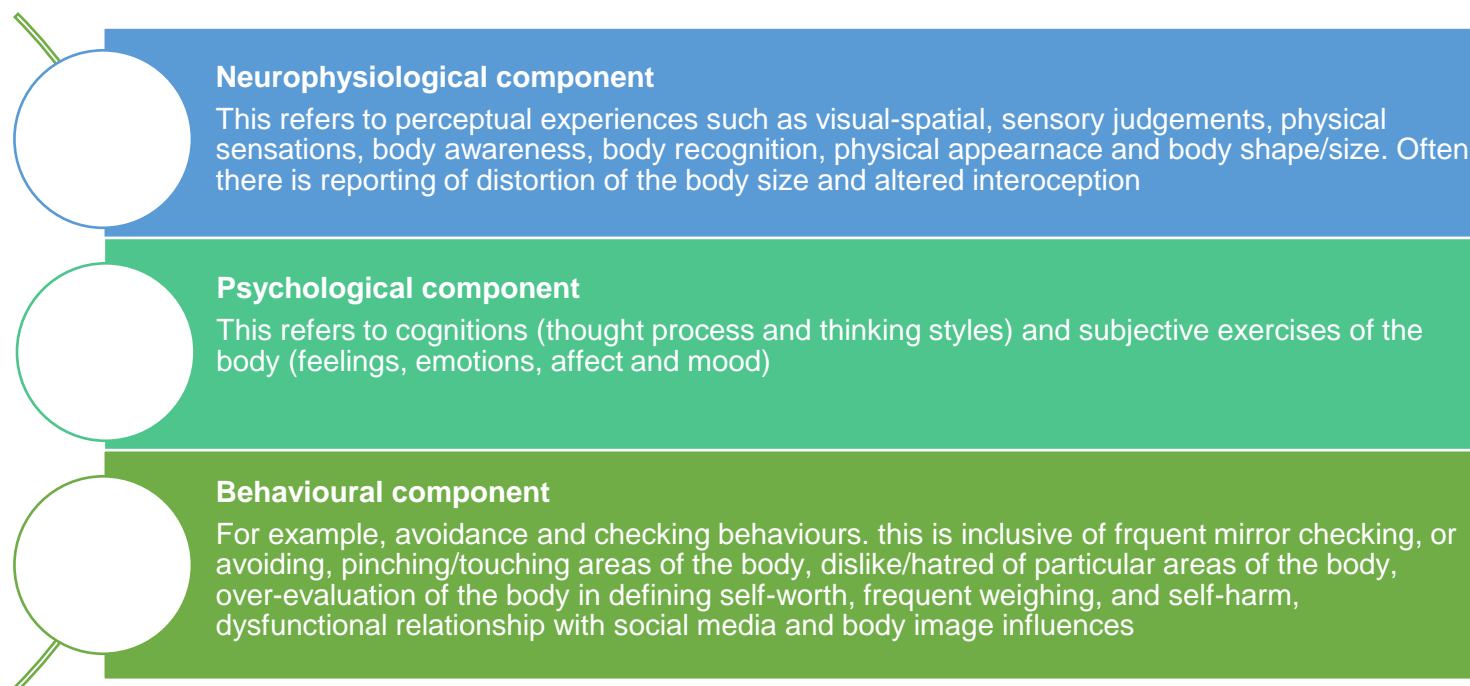 Neurophysiological component
This refers to perceptual experiences such as visual-spatial, sensory judgements, physical
sensations, body awareness, body recognition, physical appearnace and body shape/size. Often
there is reporting of distortion of the body size and altered interoception
Psychological component
This refers to cognitions (thought process and thinking styles) and subjective exercises of the
body (feelings, emotions, affect and mood)
Behavioural component
For example, avoidance and checking behaviours. this is inclusive of frquent mirror checking, or
avoiding, pinching/touching areas of the body, dislike/hatred of particular areas of the body,
over-evaluation of the body in defining self-worth, frequent weighing, and self-harm,
dysfunctional relationship with social media and body image influences